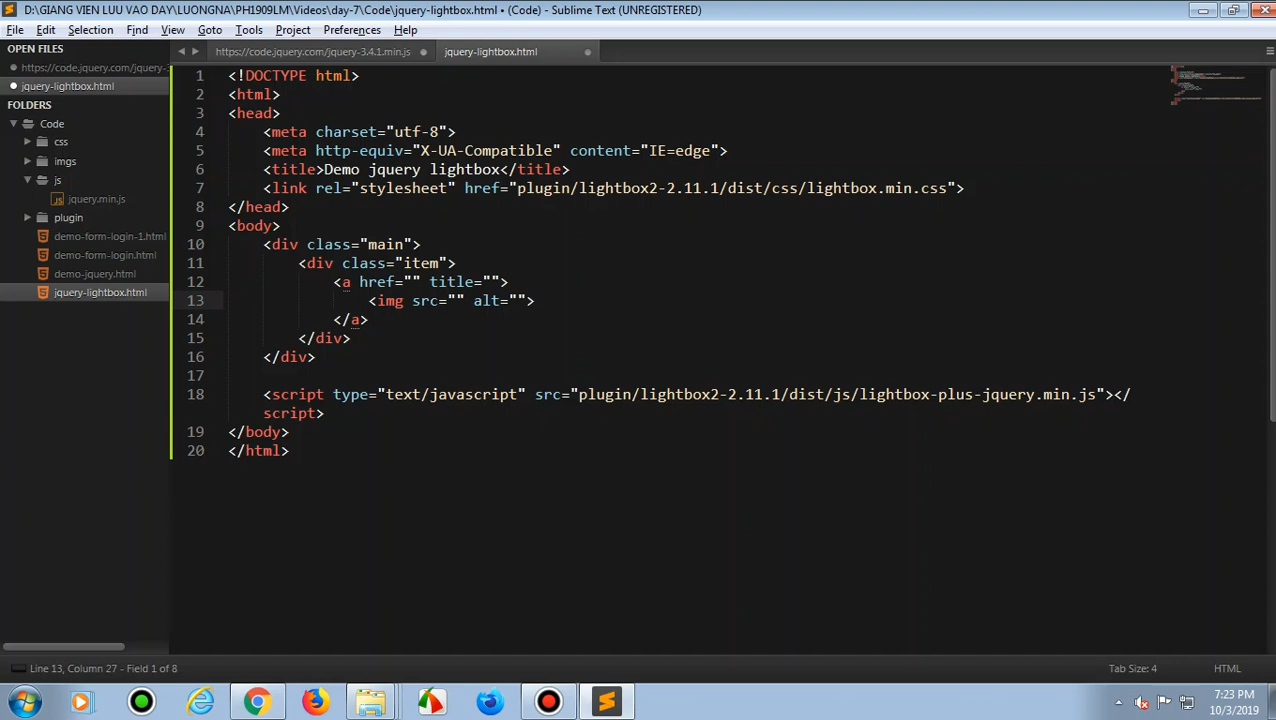 D:\GIANG VIEN LUU VAO DAY\LUONGNA\PH1909LM\Videos\day-7\Code\jquery-lightbox.html • (Code) - Sublime Text (UNREGISTERED)
File Edit Selection Find View Goto Tools Project Preferences Help
OPEN FILES
https://code.jquery.com/jquery-3.4.1.min.js
jquery-lightbox.html
https://code.jquery.com/jquery-3
jquery-lightbox.html
FOLDERS
Code
css
imgs
js
jquery.min.js
plugin
demo-form-login-1.html
demo-form-login.html
demo-jquery.html
jquery-lightbox.html
1 <!DOCTYPE html>
2 <html>
3 <head>
4 <meta charset="utf-8">
5 <meta http-equiv="X-UA-Compatible" content="IE=edge">
6 <title>Demo jquery lightbox</title>
7 <link rel="stylesheet" href="plugin/lightbox2-2.11.1/dist/css/lightbox.min.css">
8 </head>
9 <body>
10 <div class="main">
11 <div class="item">
12 <a href="" title="">
13 <img src="" alt="">
14 </a>
15 </div>
16 </div>
17
18 <script type="text/javascript" src="plugin/lightbox2-2.11.1/dist/js/lightbox-plus-jquery.min.js"></
script>
19 </body>
20 </html>
Line 13, Column 27 - Field 1 of 8
Tab Size: 4
HTML
7:23 PM
10/3/2019